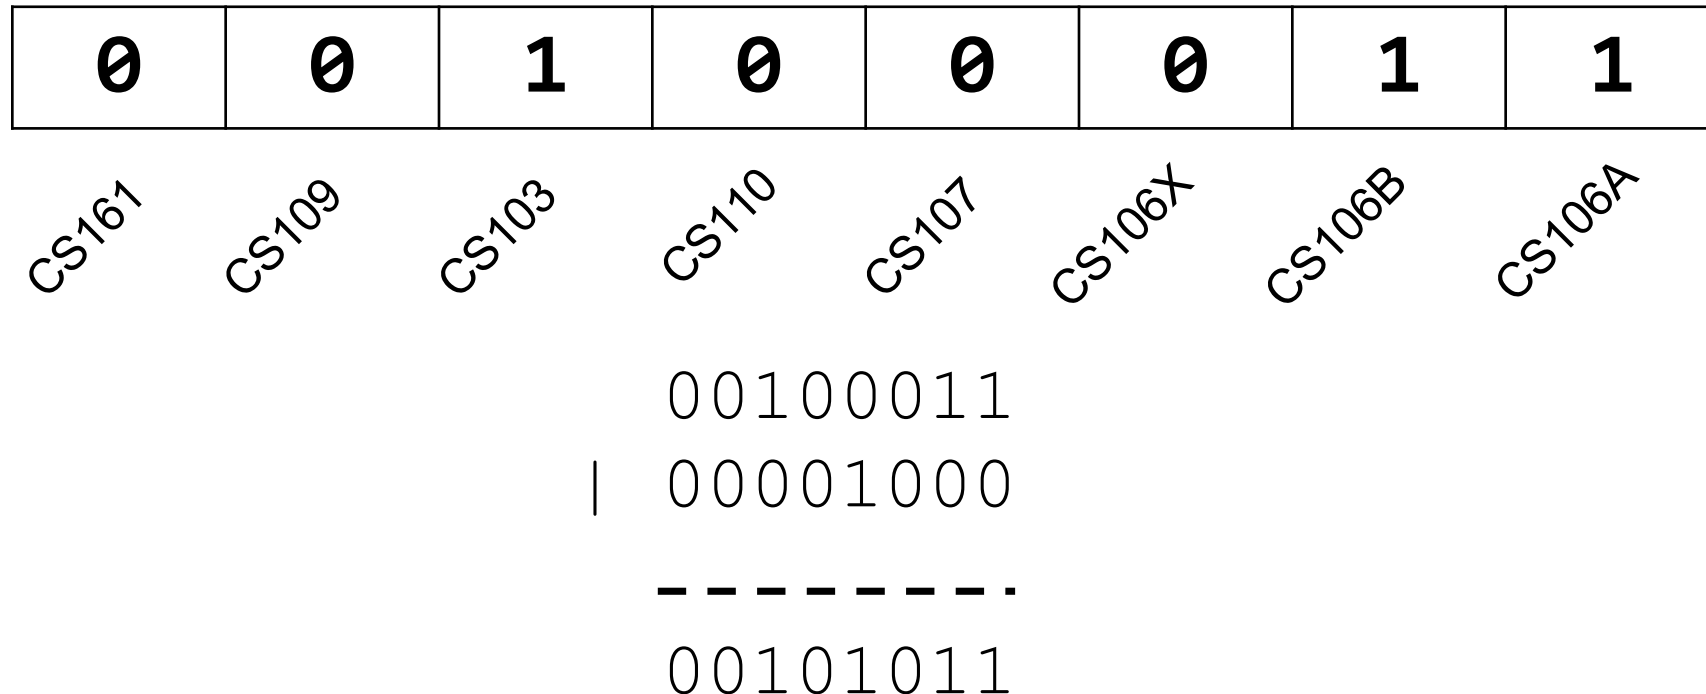 0 0 1 0 0 0 1 1
CS161 CS109 CS103 CS110 CS107 CS106X CS106B CS106A
00100011
| 00001000
--------
00101011